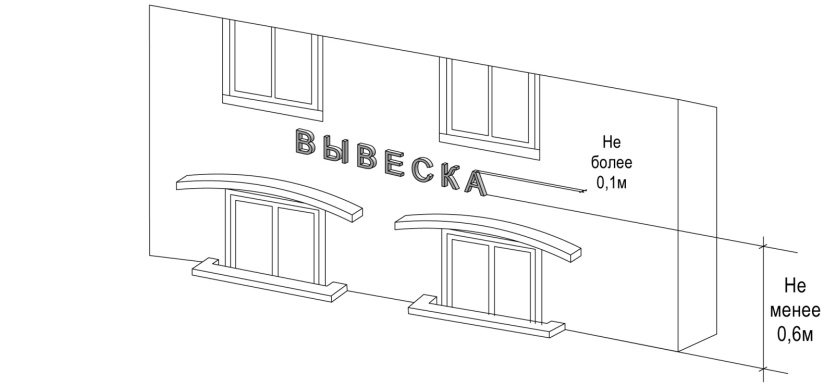 ВЫВЕСКА
Не
более
0,1м
Не
менее
0,6м